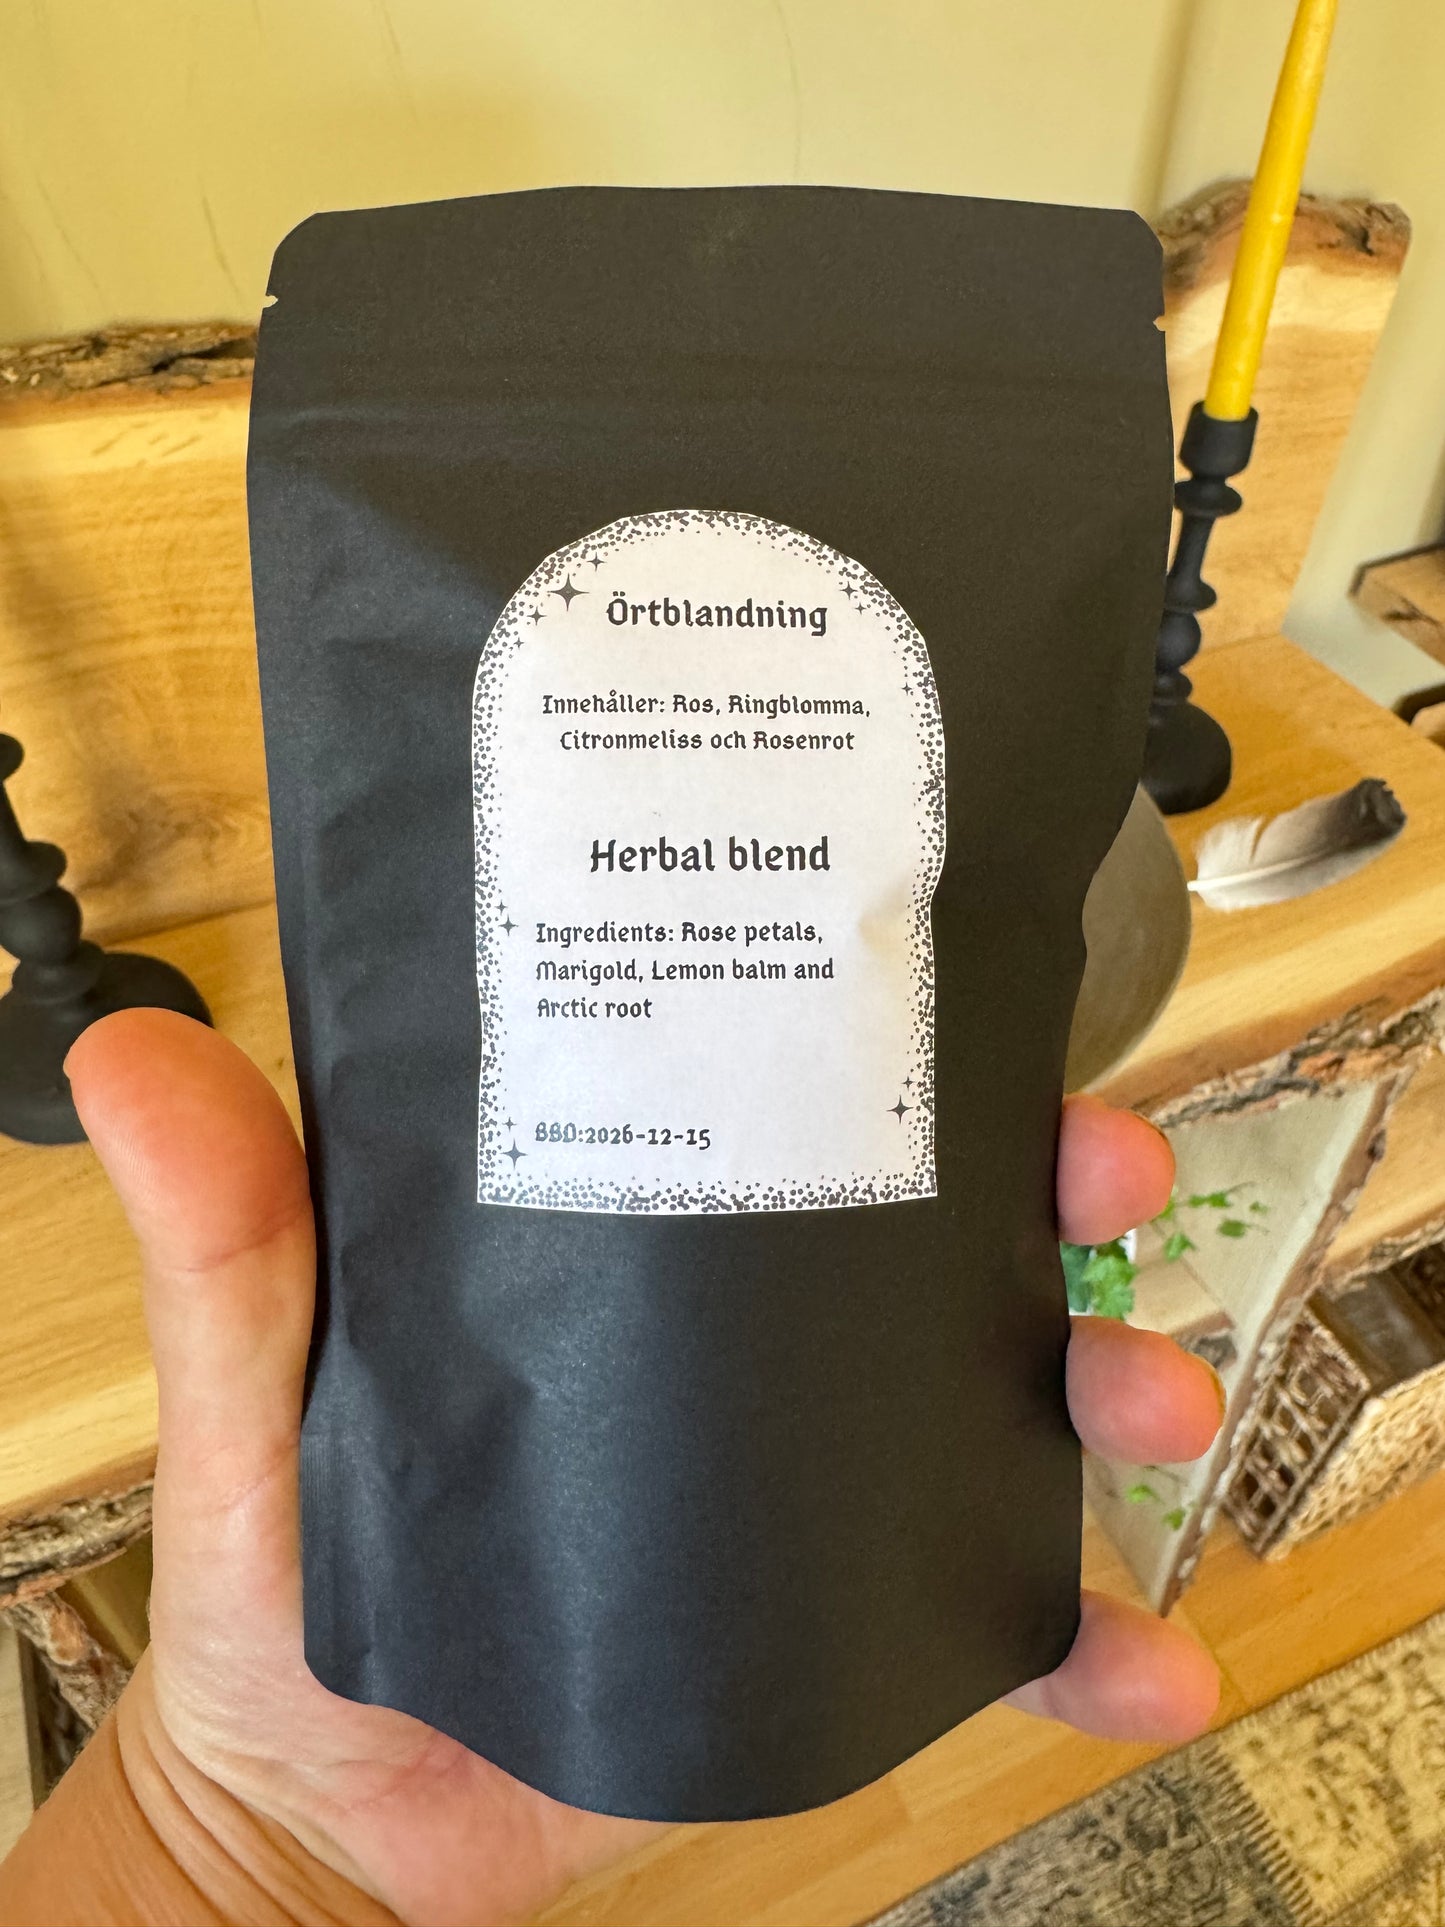 Örtblandning
Innehåller: Ros, Ringblomma,
Citronmeliss och Rosenrot
Herbal blend
Ingredients: Rose petals,
Marigold, Lemon balm and
Arctic root
BBD:2026-12-15